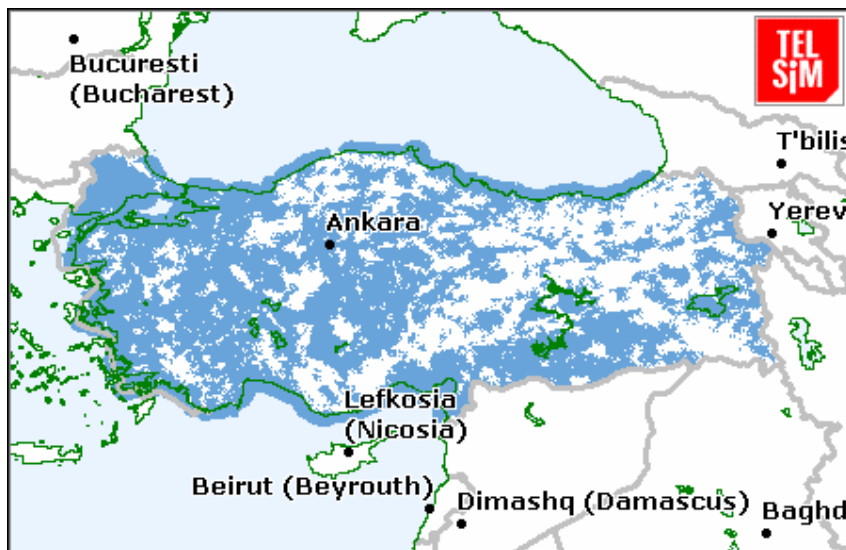 Bucuresti
(Bucharest)
TEL
SiM
T'bilis
Ankara
Yerev
Lefkosia
(Nicosia)
Beirut (Beyrouth)
Dimashq (Damascus)
Baghd